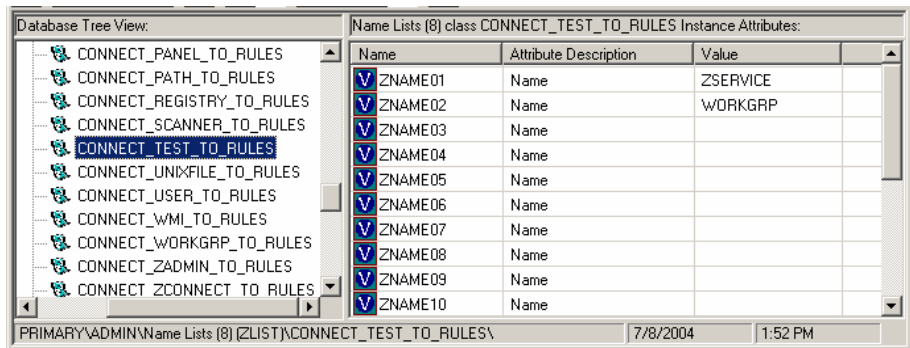 Database Tree View:
CONNECT_PANEL_TO_RULES
CONNECT_PATH_TO_RULES
CONNECT_REGISTRY_TO_RULES
CONNECT_SCANNER_TO_RULES
CONNECT_TEST_TO_RULES
CONNECT_UNIXFILE_TO_RULES
CONNECT_USER_TO_RULES
CONNECT_WMI_TO_RULES
CONNECT_WORKGRP_TO_RULES
CONNECT_ZADMIN_TO_RULES
CONNECT_ZCONNECT_TO_RULES
Name Lists (8) class CONNECT_TEST_TO_RULES Instance Attributes:
Name Attribute Description Value
V ZNAME01 Name ZSERVICE
V ZNAME02 Name WORKGRP
V ZNAME03 Name
V ZNAME04 Name
V ZNAME05 Name
V ZNAME06 Name
V ZNAME07 Name
V ZNAME08 Name
V ZNAME09 Name
V ZNAME10 Name
PRIMARY\ADMIN\Name Lists (8) (ZLIST)\CONNECT_TEST_TO_RULES\ 7/8/2004 1:52 PM